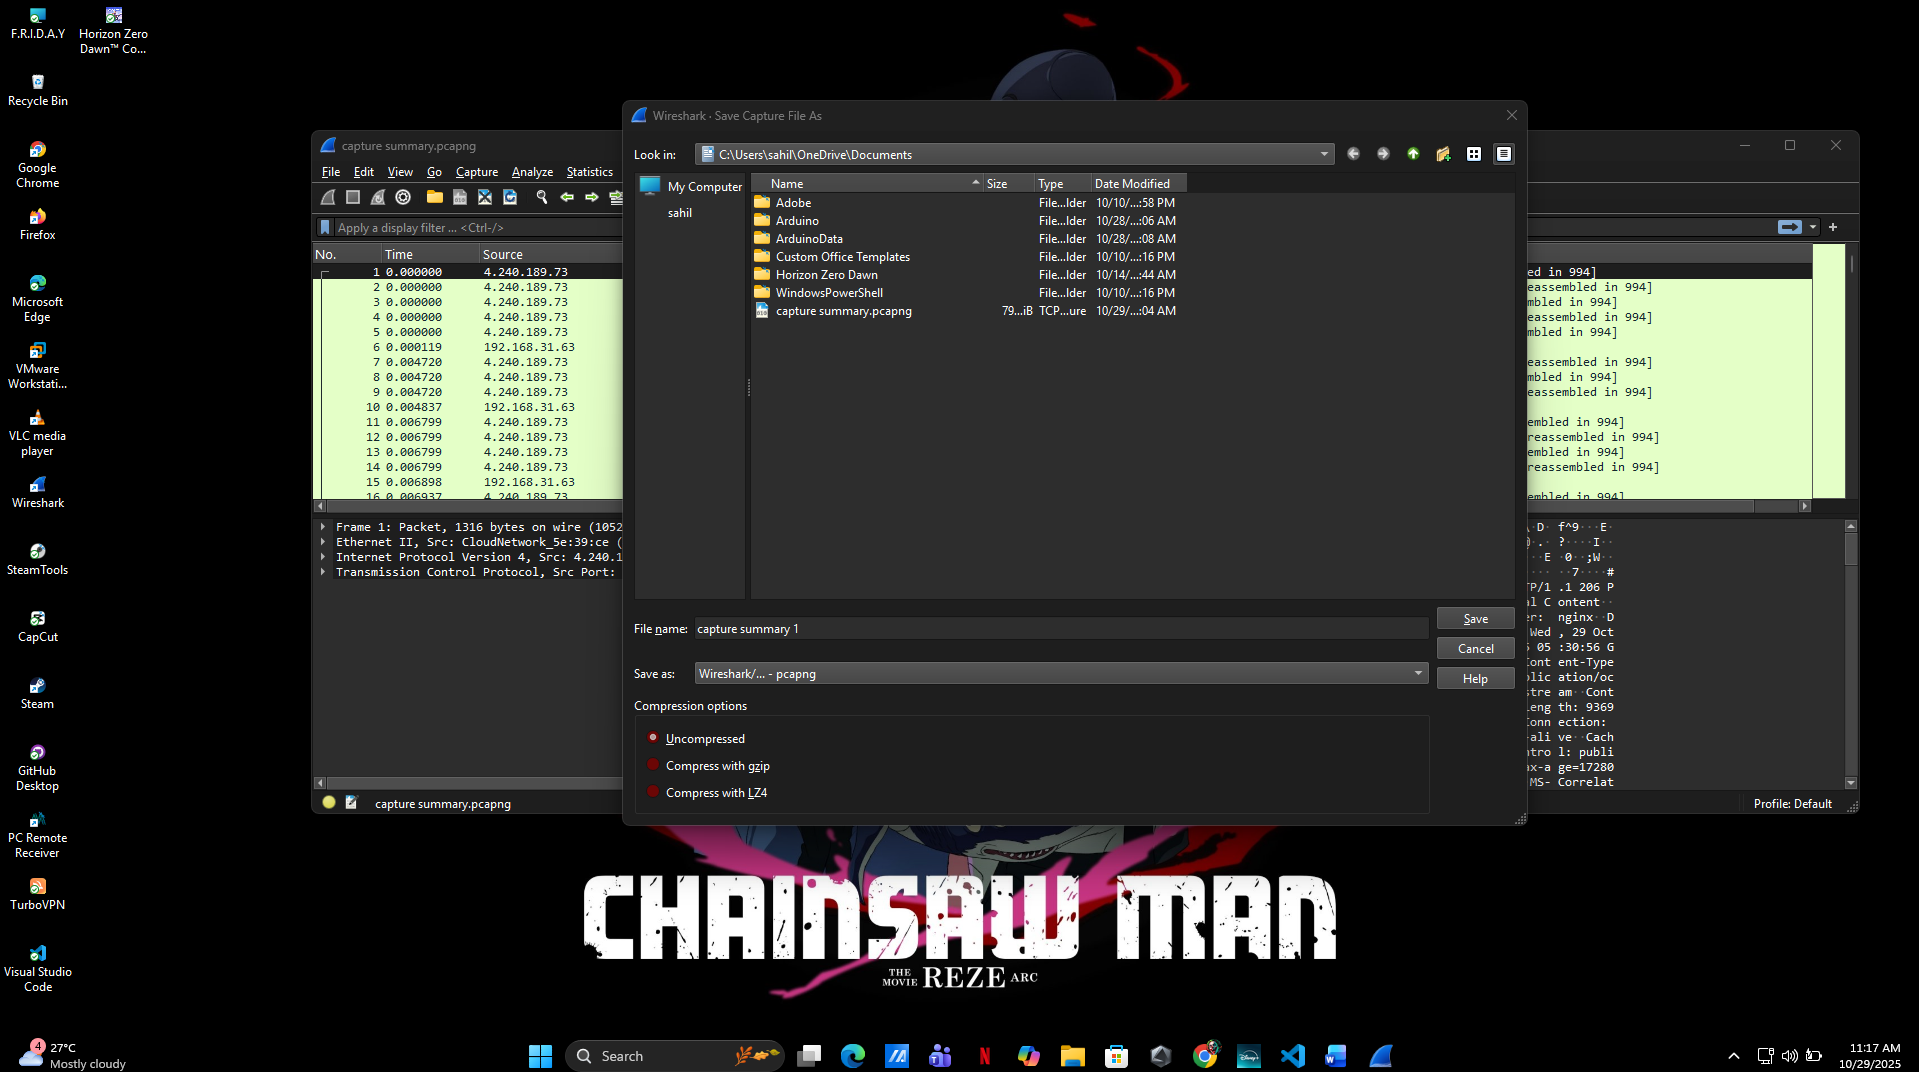 F.R.I.D.A.Y
Horizon Zero
Dawn™ Co...
Recycle Bin
Google
Chrome
Firefox
Microsoft
Edge
VMware
Workstati...
VLC media
player
Wireshark
SteamTools
CapCut
Steam
GitHub
Desktop
PC Remote
Receiver
TurboVPN
Visual Studio
Code
capture summary.pcapng
File Edit View Go Capture Analyze Statistics
Apply a display filter ... <Ctrl-/>
No. Time Source
1 0.000000 4.240.189.73
2 0.000000 4.240.189.73
3 0.000000 4.240.189.73
4 0.000000 4.240.189.73
5 0.000000 4.240.189.73
6 0.000119 192.168.31.63
7 0.004720 4.240.189.73
8 0.004720 4.240.189.73
9 0.004720 4.240.189.73
10 0.004837 192.168.31.63
11 0.006799 4.240.189.73
12 0.006799 4.240.189.73
13 0.006799 4.240.189.73
14 0.006799 4.240.189.73
15 0.006898 192.168.31.63
16 0.006937 4.240.189.73
Frame 1: Packet, 1316 bytes on wire (1052
Ethernet II, Src: CloudNetwork_5e:39:ce (
Internet Protocol Version 4, Src: 4.240.1
Transmission Control Protocol, Src Port:
capture summary.pcapng
Wireshark · Save Capture File As
Look in: C:\Users\sahil\OneDrive\Documents
My Computer
sahil
Name Size Type Date Modified
Adobe File...lder 10/10/...:58 PM
Arduino File...lder 10/28/...:06 AM
ArduinoData File...lder 10/28/...:08 AM
Custom Office Templates File...lder 10/10/...:16 PM
Horizon Zero Dawn File...lder 10/14/...:44 AM
WindowsPowerShell File...lder 10/10/...:16 PM
capture summary.pcapng 79...iB TCP...ure 10/29/...:04 AM
File name: capture summary 1
Save
Cancel
Save as: Wireshark/... - pcapng
Help
Compression options
Uncompressed
Compress with gzip
Compress with LZ4
ed in 994]
eassembled in 994]
mbled in 994]
eassembled in 994]
embled in 994]
eassembled in 994]
mbled in 994]
eassembled in 994]
embled in 994]
reassembled in 994]
embled in 994]
reassembled in 994]
embled in 994]
\· D· f^9···E·
@·.· ?····I·
···E ·0··;W··
···· ··7····#
TP/1 .1 206 P
al C ontent··
er:  nginx··D
Wed , 29 Oct
5 05 :30:56 G
Cont ent-Type
plic ation/oc
stre am··Cont
Leng th: 9369
Conn ection:
-ali ve··Cach
ntro l: publi
ax-a ge=17280
MS- Correlat
Profile: Default
CHAINSAW MAN
THE
MOVIE REZE ARC
4
27°C
Mostly cloudy
Search
11:17 AM
10/29/2025